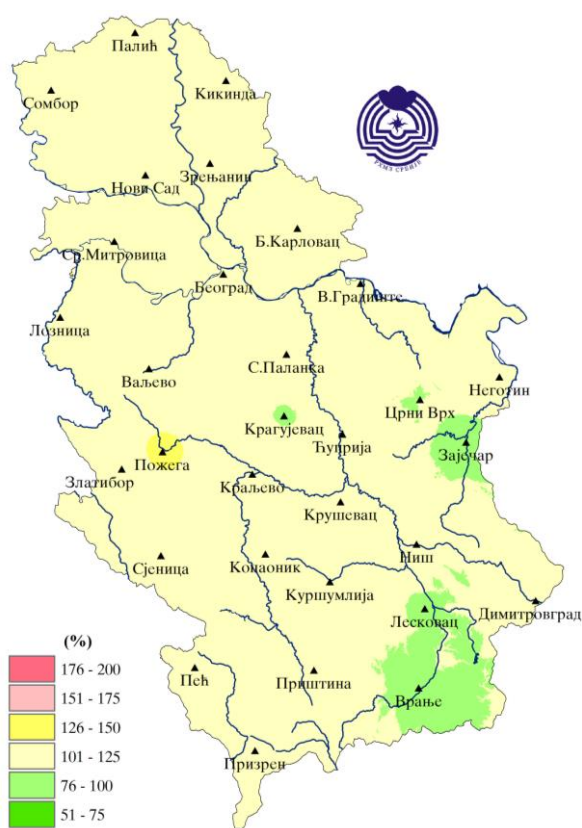 Палић
Сомбор
Кикинда
РХМЗ СРБИЈЕ
Зрењанин
Нови Сад
Б.Карловац
Ср.Митровица
Београд
В.Градиште
Лозница
С.Паланка
Ваљево
Неготин
Црни Врх
Крагујевац
Ћуприја
Зајечар
Пожега
Златибор
Краљево
Крушевац
Ниш
Сјеница
Копаоник
Куршумлија
Димитровград
Лесковац
(%)
176 - 200
151 - 175
126 - 150
101 - 125
76 - 100
51 - 75
Пећ
Приштина
Врање
Призрен